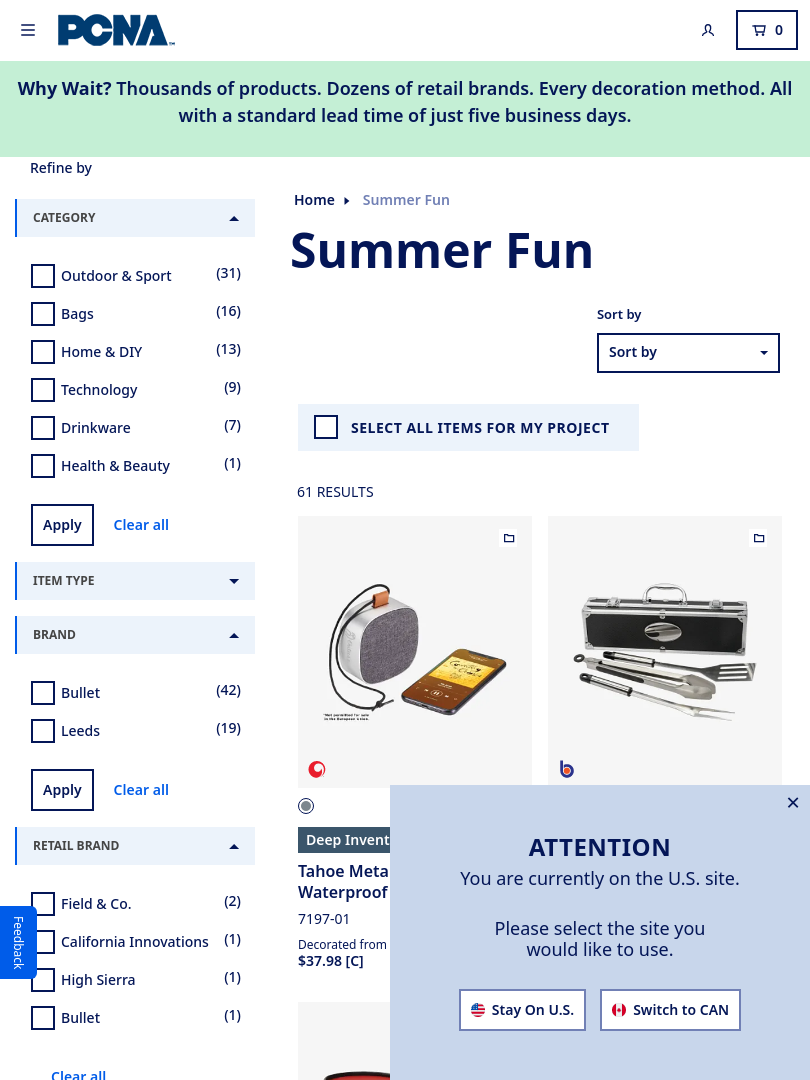 PCNA
0
Why Wait? Thousands of products. Dozens of retail brands. Every decoration method. All
with a standard lead time of just five business days.
Refine by
CATEGORY
Outdoor & Sport (31)
Bags (16)
Home & DIY (13)
Technology (9)
Drinkware (7)
Health & Beauty (1)
Apply Clear all
ITEM TYPE
BRAND
Bullet (42)
Leeds (19)
Apply Clear all
RETAIL BRAND
Field & Co. (2)
California Innovations (1)
High Sierra (1)
Bullet (1)
Clear all
Feedback
Home Summer Fun
Summer Fun
Sort by
Sort by
SELECT ALL ITEMS FOR MY PROJECT
61 RESULTS
*Not permitted for sale
in the European's size.
Deep Invent
Tahoe Meta
Waterproof
7197-01
Decorated from
$37.98 [C]
ATTENTION
You are currently on the U.S. site.
Please select the site you
would like to use.
Stay On U.S.
Switch to CAN